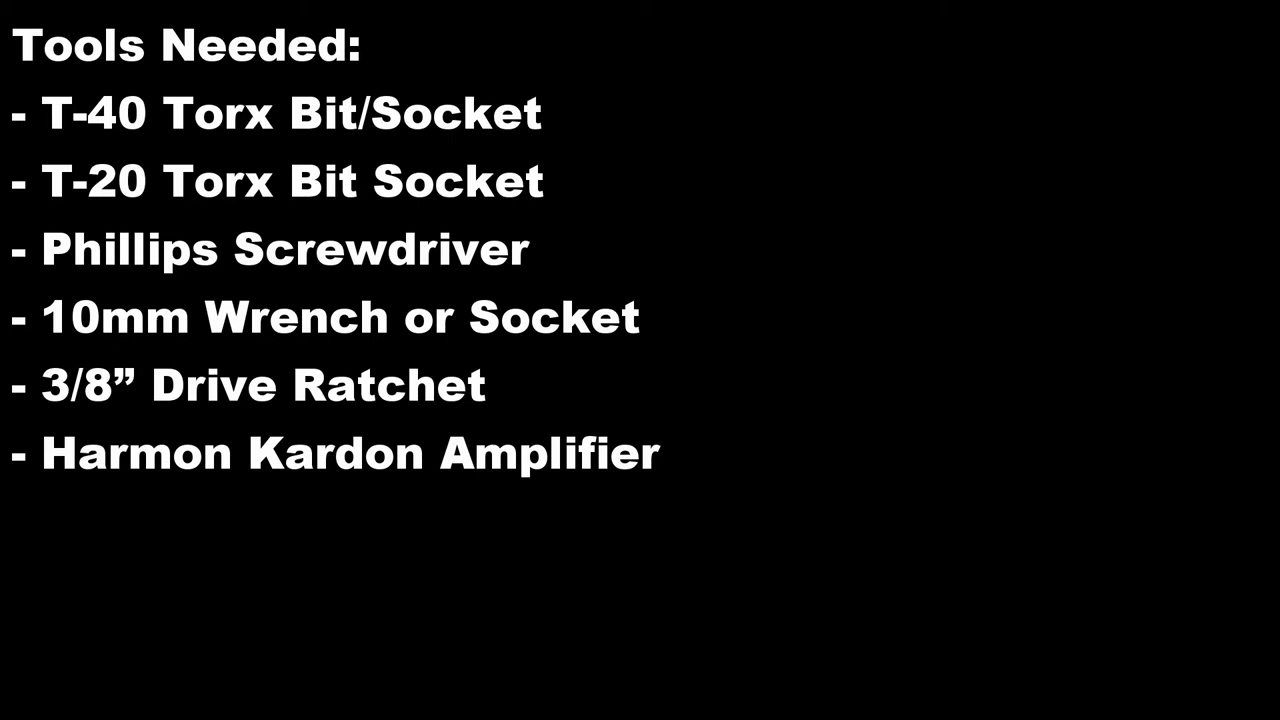 Tools Needed:
- T-40 Torx Bit/Socket
- T-20 Torx Bit Socket
- Phillips Screwdriver
- 10mm Wrench or Socket
- 3/8” Drive Ratchet
- Harmon Kardon Amplifier